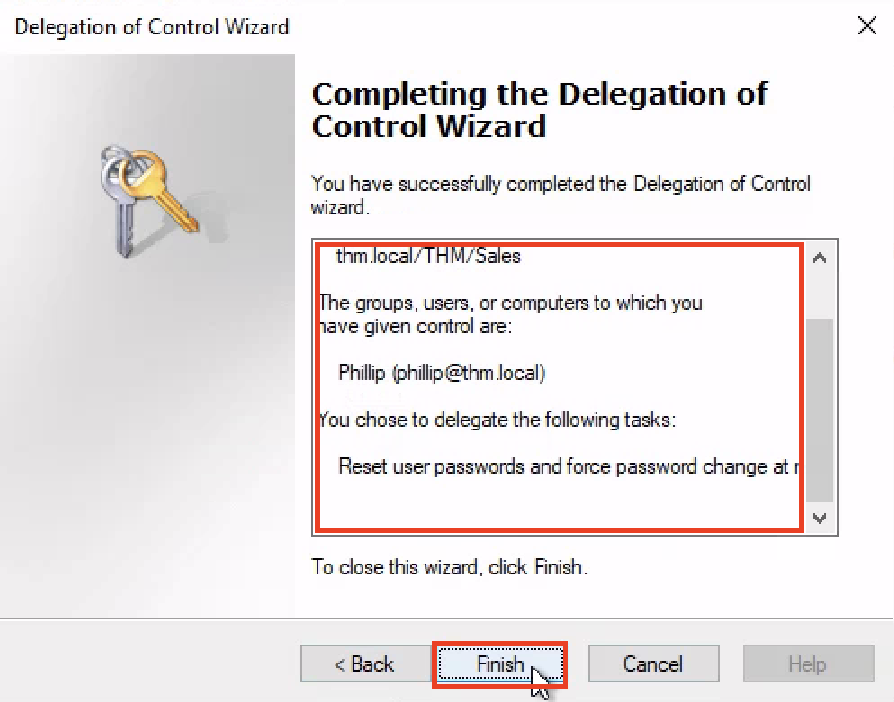 Delegation of Control Wizard
Completing the Delegation of
Control Wizard
You have successfully completed the Delegation of Control
wizard.
thm.local/THM/Sales
The groups, users, or computers to which you
have given control are:
Phillip (phillip@thm.local)
You chose to delegate the following tasks:
Reset user passwords and force password change at
To close this wizard, click Finish.
< Back
Finish
Cancel
Help